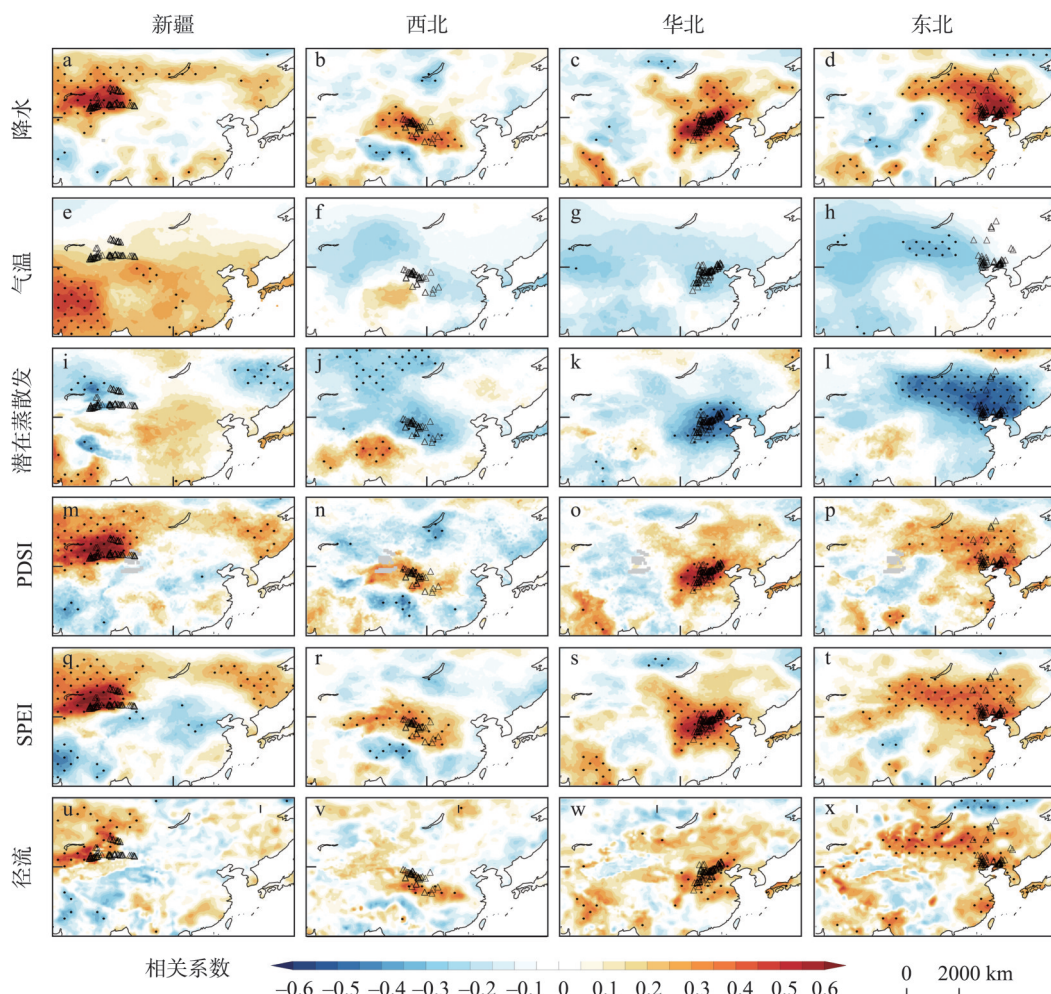 新疆 西北 华北 东北
降水 a b c d
气温 e f g h
潜在蒸散发 i j k l
PDSI m n o p
SPEI q r s t
径流 u v w x
相关系数 −0.6 −0.5 −0.4 −0.3 −0.2 −0.1 0 0.1 0.2 0.3 0.4 0.5 0.6
0 2000 km